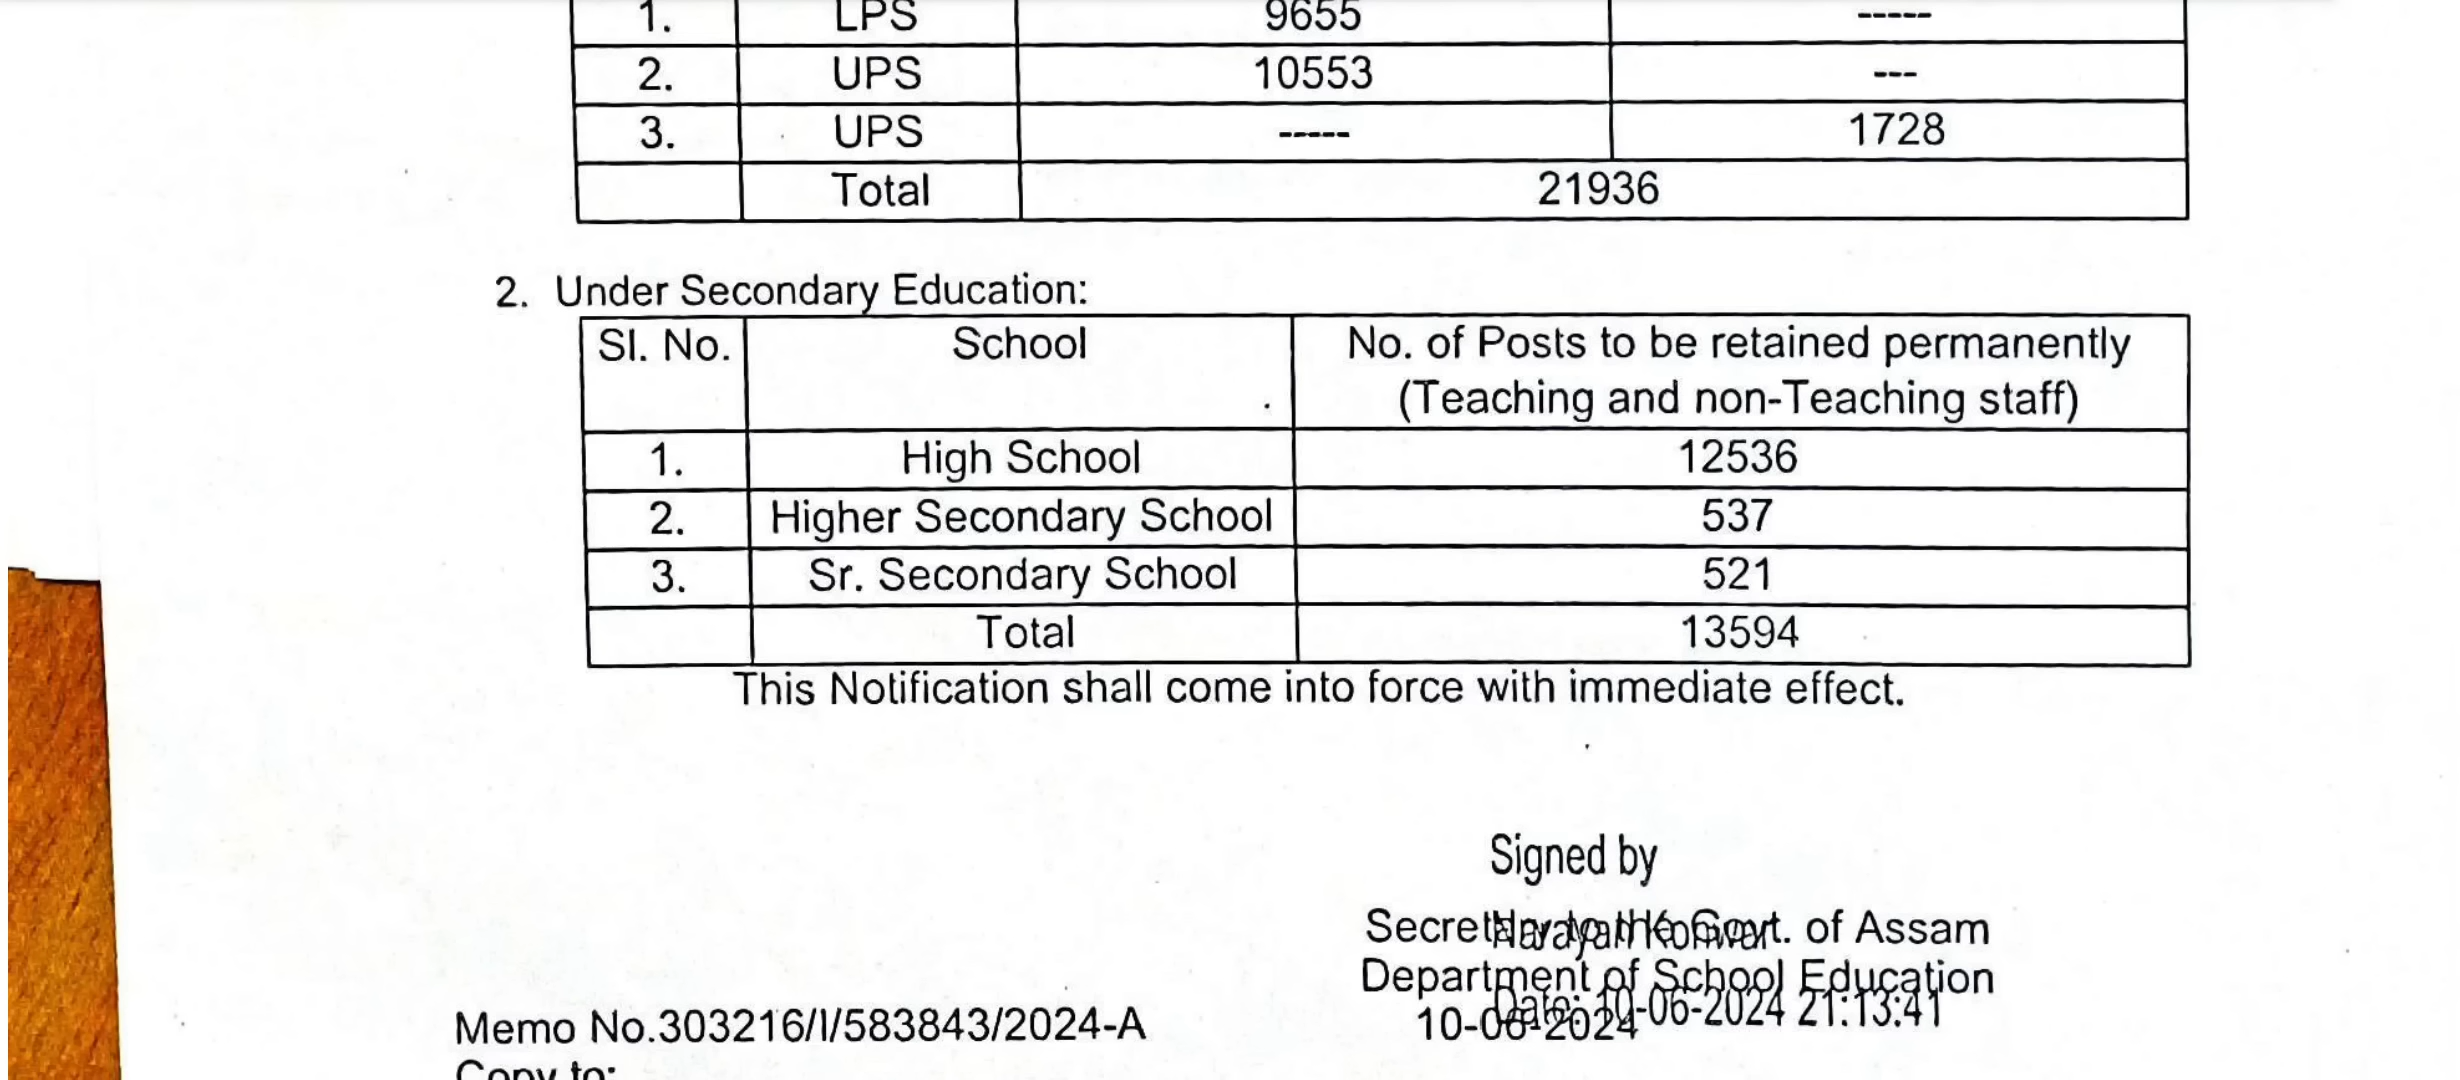 1. LPS 9655 -----
2. UPS 10553 ---
3. UPS ----- 1728
Total 21936
2. Under Secondary Education:
Sl. No. School No. of Posts to be retained permanently
(Teaching and non-Teaching staff)
1. High School 12536
2. Higher Secondary School 537
3. Sr. Secondary School 521
Total 13594
This Notification shall come into force with immediate effect.
Signed by
Secretary to the Govt. of Assam
Narayan Konwar
Department of School Education
Date: 10-06-2024 21:13:41
Memo No.303216/I/583843/2024-A 10-06-2024
Copy to: